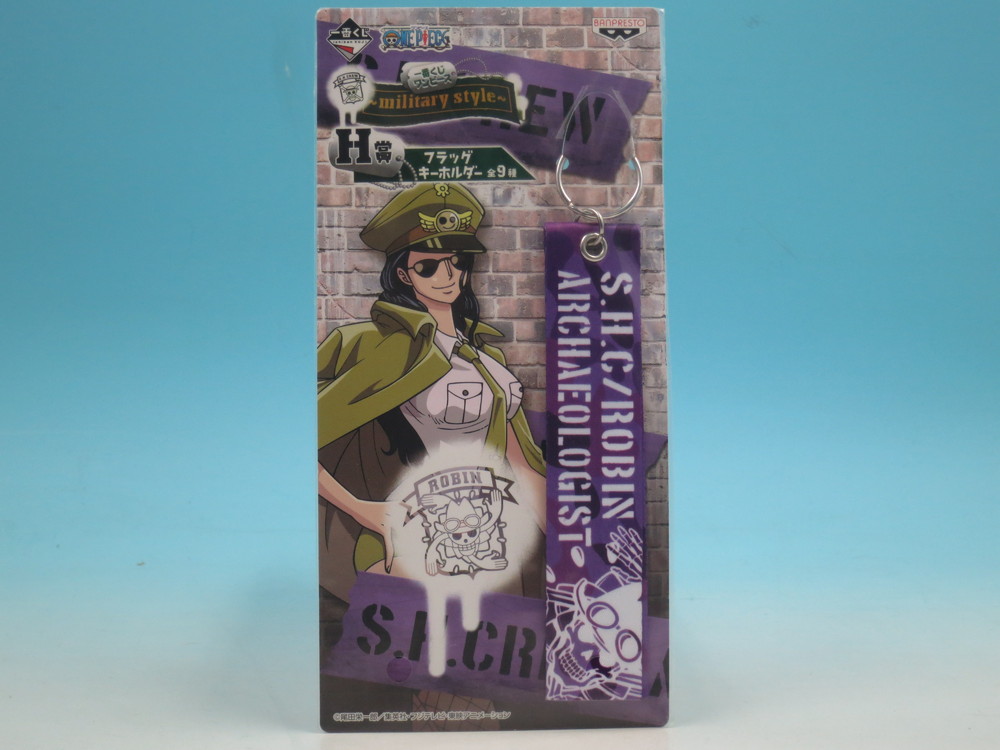 一番くじ
ONE PIECE
BANPRESTO
一番くじ
ワンピース
~military style~
H賞
フラッグ
キーホルダー 全9種
S.H.C/ROBIN
ARCHAEOLOGIST
ROBIN
S.H.CR
©尾田栄一郎/集英社・フジテレビ・東映アニメーション